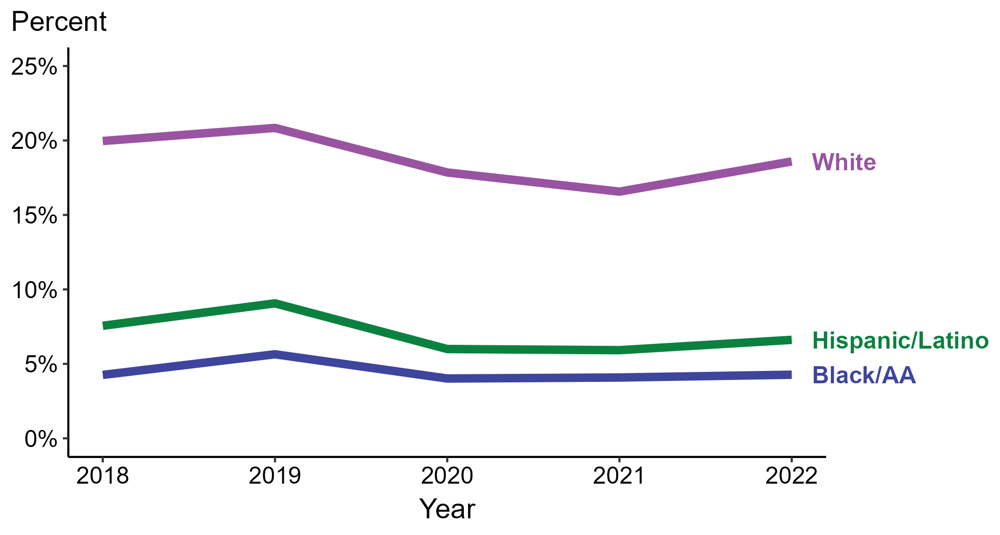 Percent
25%
20%
15%
10%
5%
0%
White
Hispanic/Latino
Black/AA
2018 2019 2020 2021 2022
Year